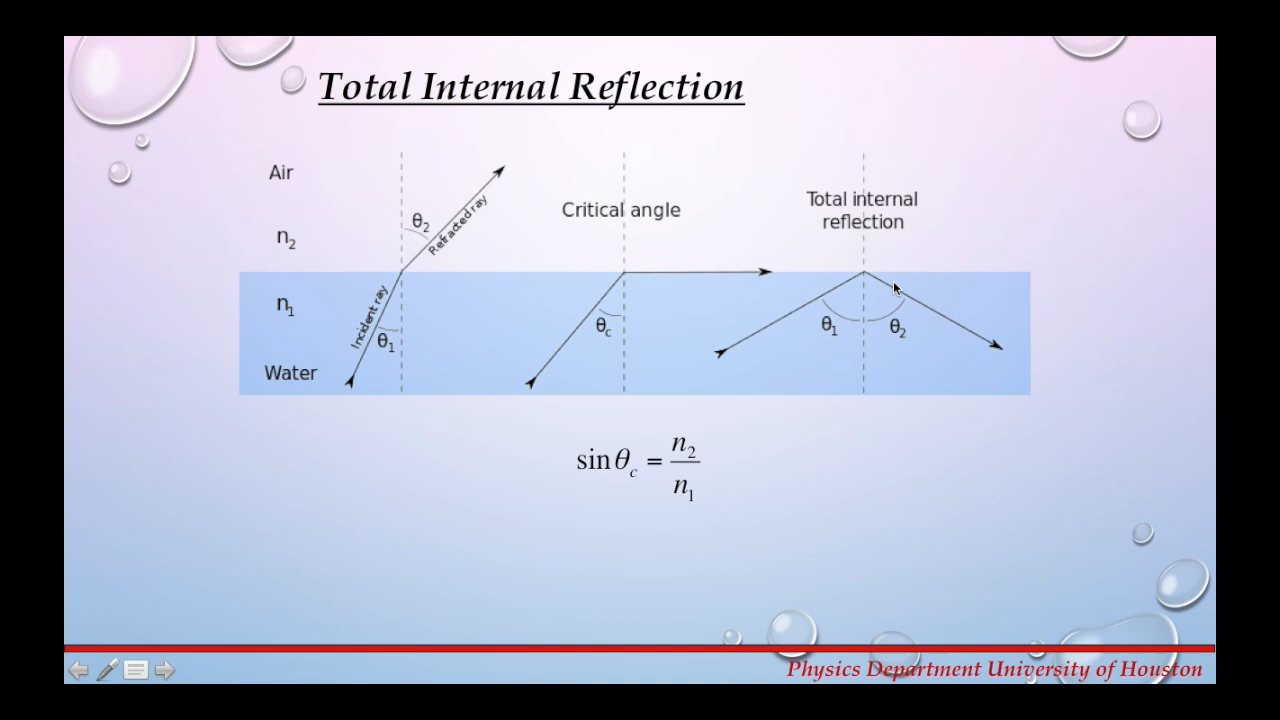 Total Internal Reflection
Air
n2
n1
Water
Incident ray
θ1
θ2
Refracted ray
Critical angle
θc
Total internal
reflection
θ1
θ2
sin θc = n2/n1
Physics Department University of Houston